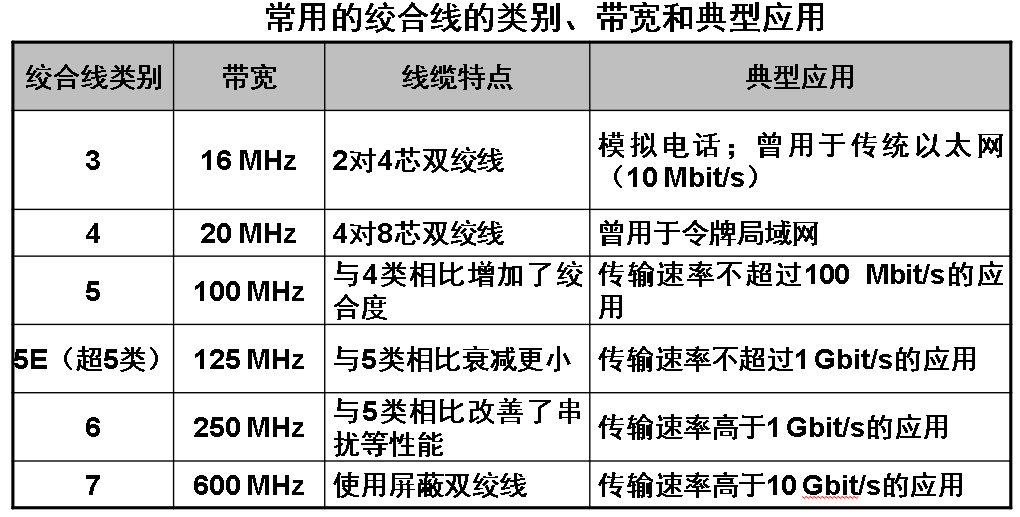 常用的绞合线的类别、带宽和典型应用
绞合线类别 带宽 线缆特点 典型应用
3 16 MHz 2对4芯双绞线 模拟电话；曾用于传统以太网
（10 Mbit/s）
4 20 MHz 4对8芯双绞线 曾用于令牌局域网
5 100 MHz 与4类相比增加了绞 传输速率不超过100 Mbit/s的应
合度 用
5E（超5类） 125 MHz 与5类相比衰减更小 传输速率不超过1 Gbit/s的应用
6 250 MHz 与5类相比改善了串 传输速率高于1 Gbit/s的应用
扰等性能
7 600 MHz 使用屏蔽双绞线 传输速率高于10 Gbit/s的应用